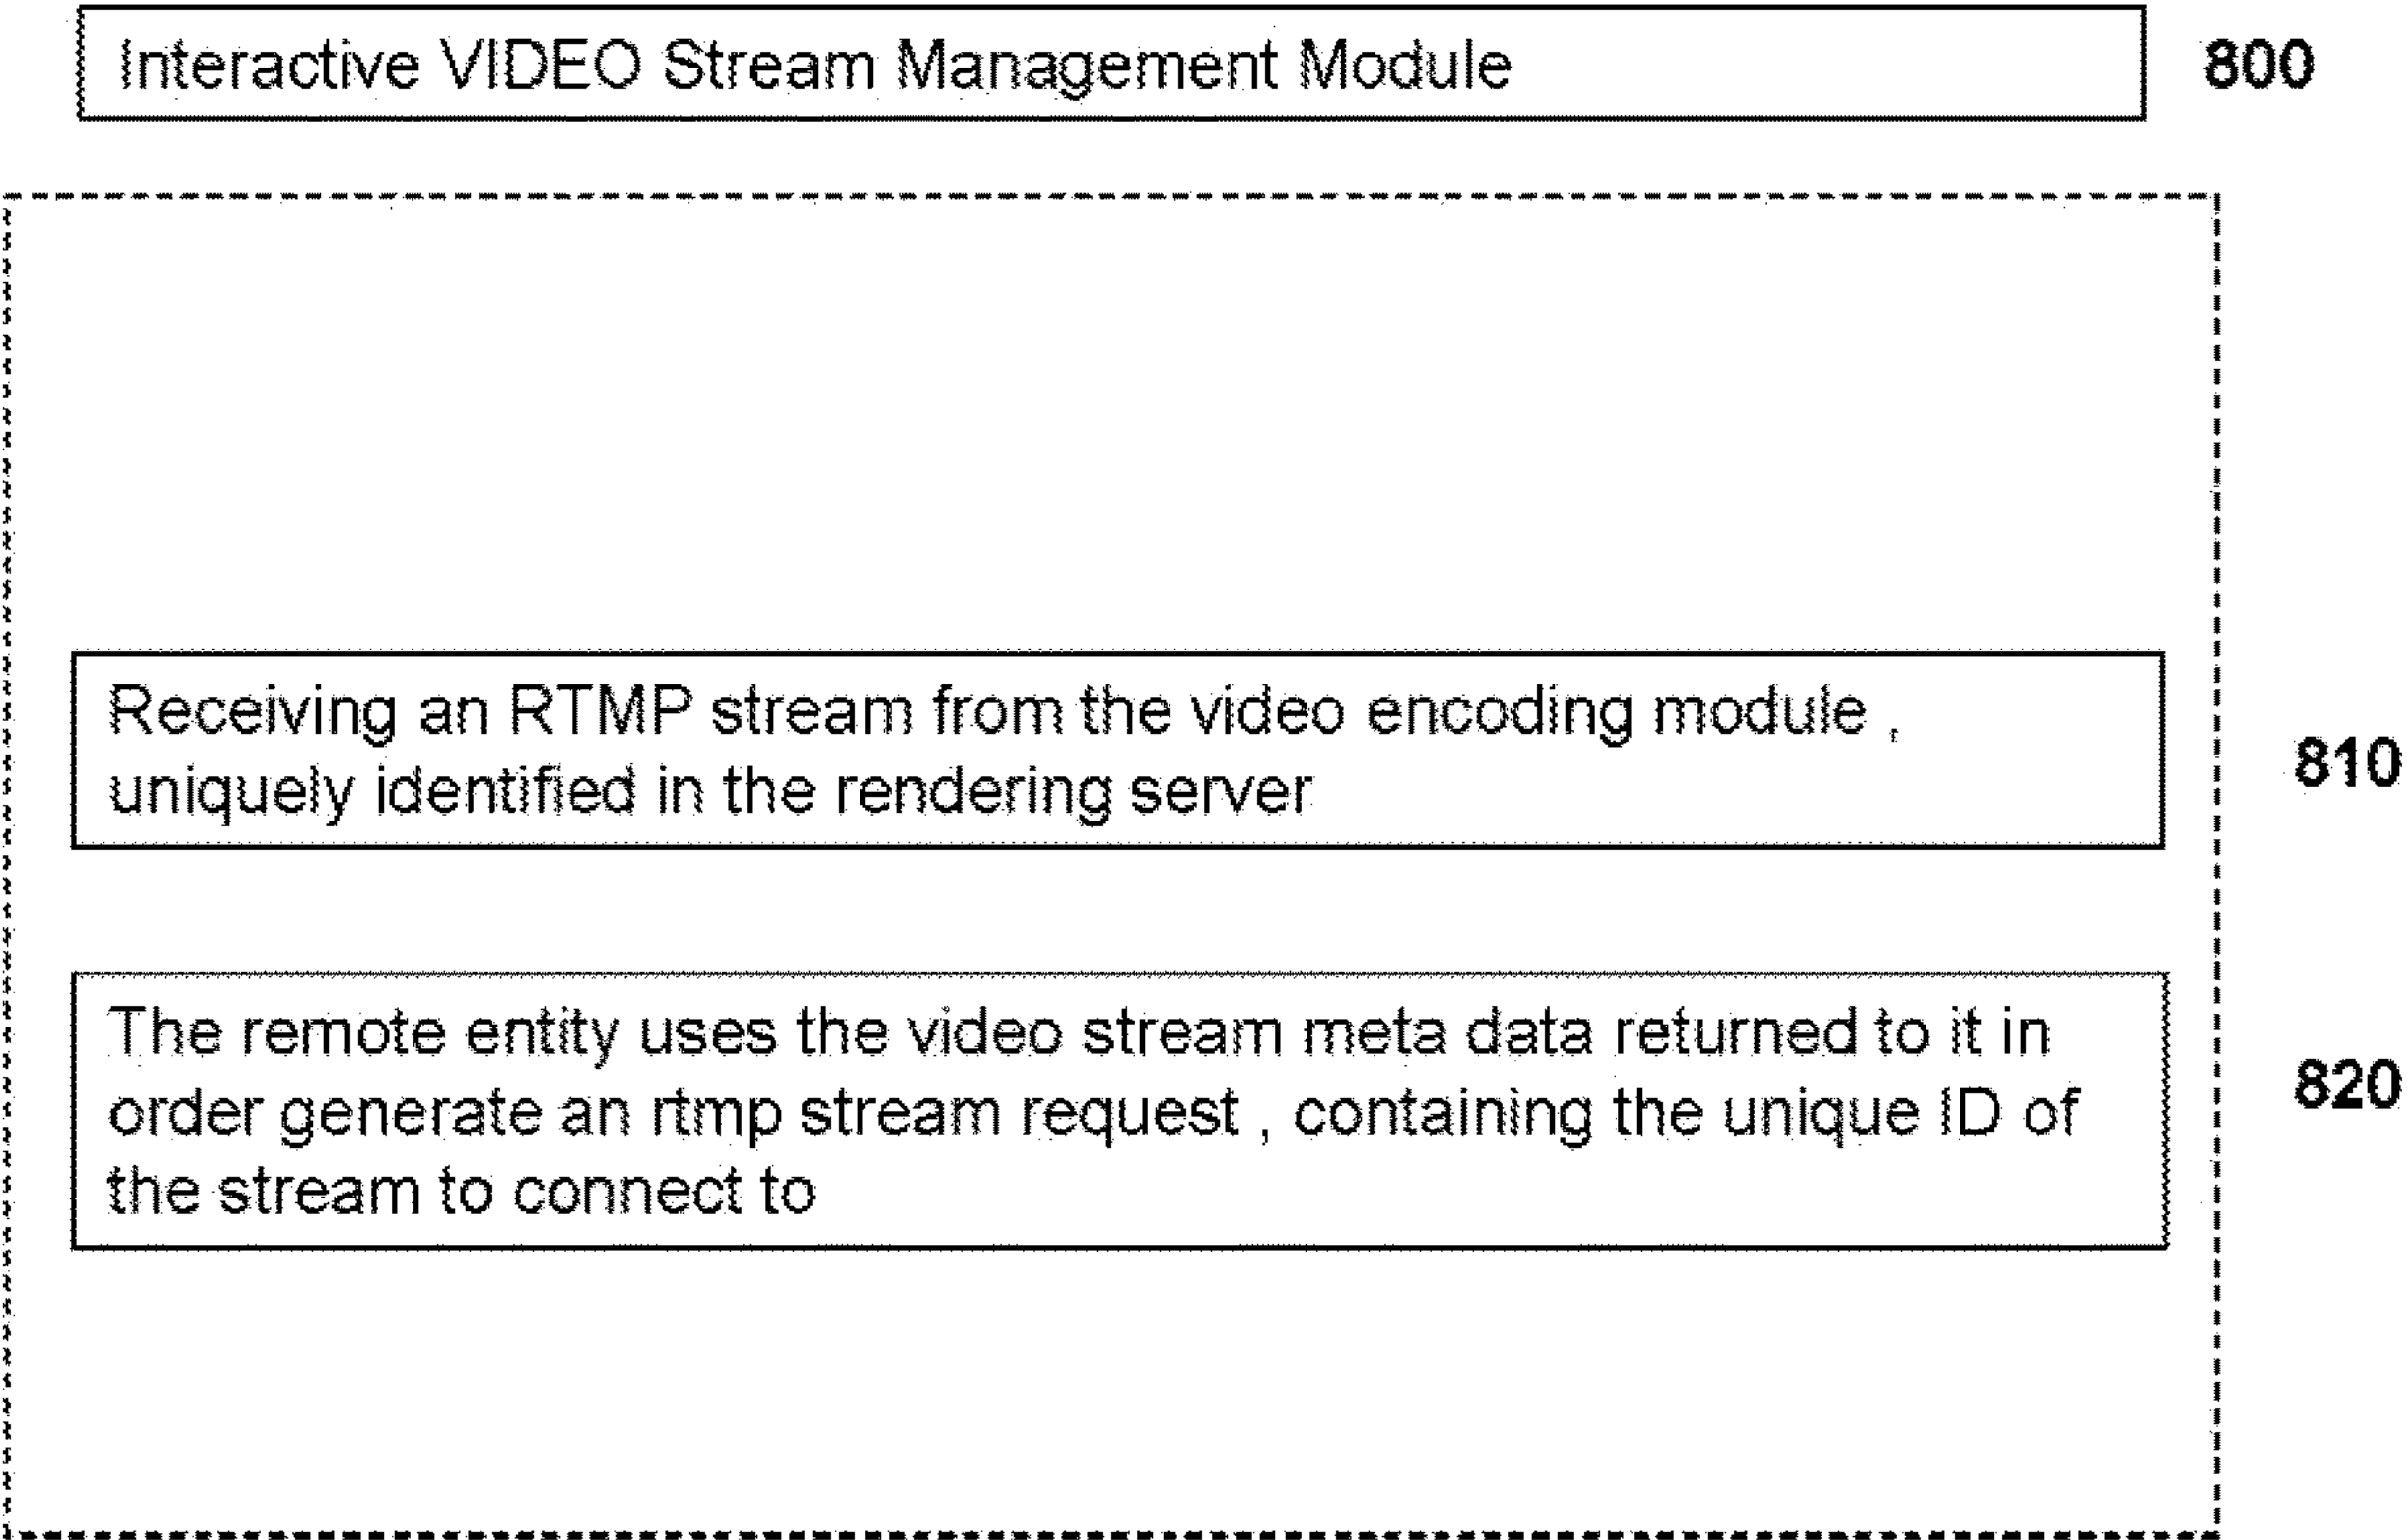 Interactive VIDEO Stream Management Module
800
Receiving an RTMP stream from the video encoding module ,
uniquely identified in the rendering server
810
The remote entity uses the video stream meta data returned to it in
order generate an rtmp stream request , containing the unique ID of
the stream to connect to
820